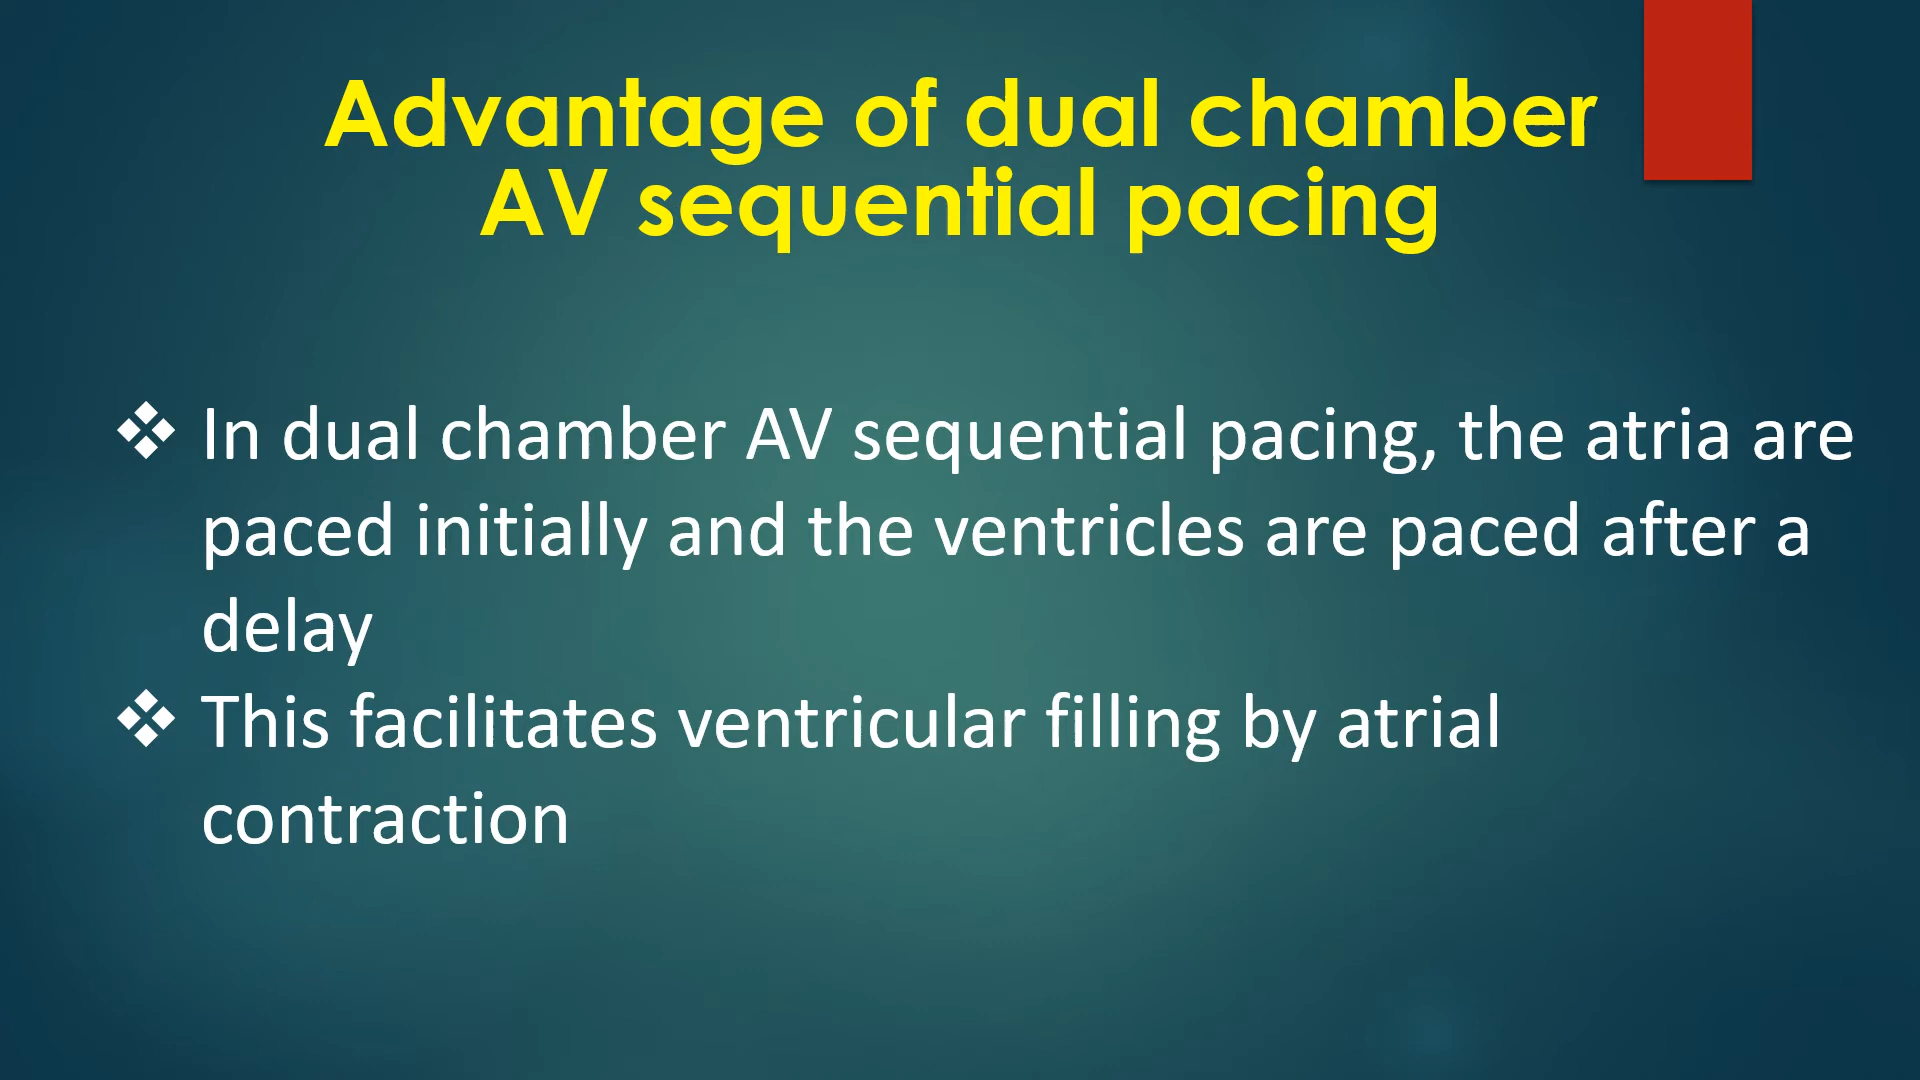 Advantage of dual chamber
AV sequential pacing
❖ In dual chamber AV sequential pacing, the atria are
paced initially and the ventricles are paced after a
delay
❖ This facilitates ventricular filling by atrial
contraction